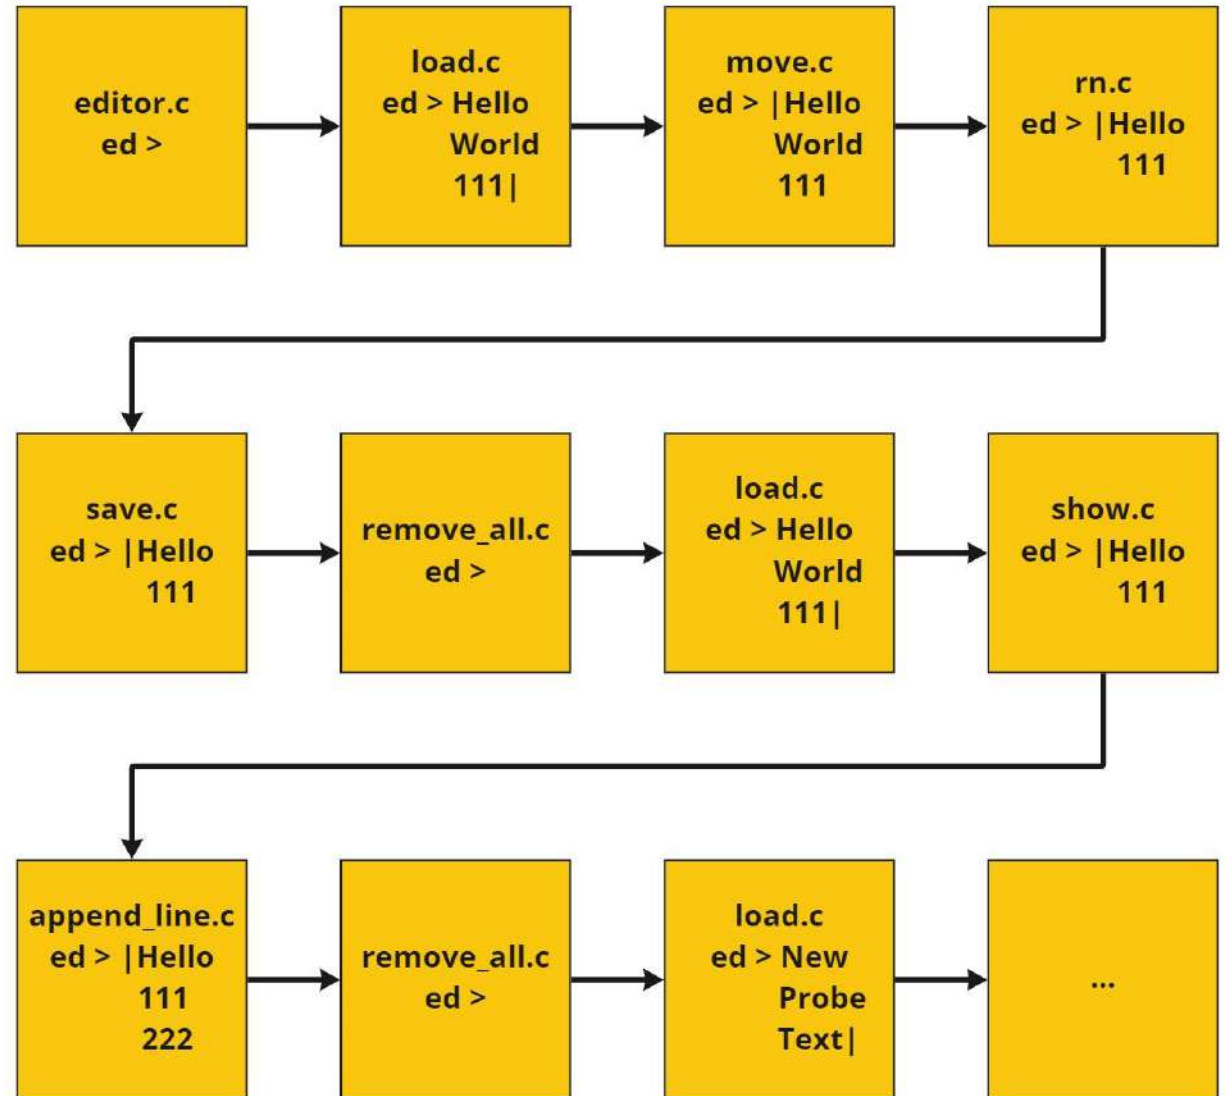 editor.c
ed >
load.c
ed > Hello
World
111|
move.c
ed > |Hello
World
111
rn.c
ed > |Hello
111
save.c
ed > |Hello
111
remove_all.c
ed >
load.c
ed > Hello
World
111|
show.c
ed > |Hello
111
append_line.c
ed > |Hello
111
222
remove_all.c
ed >
load.c
ed > New
Probe
Text|
...